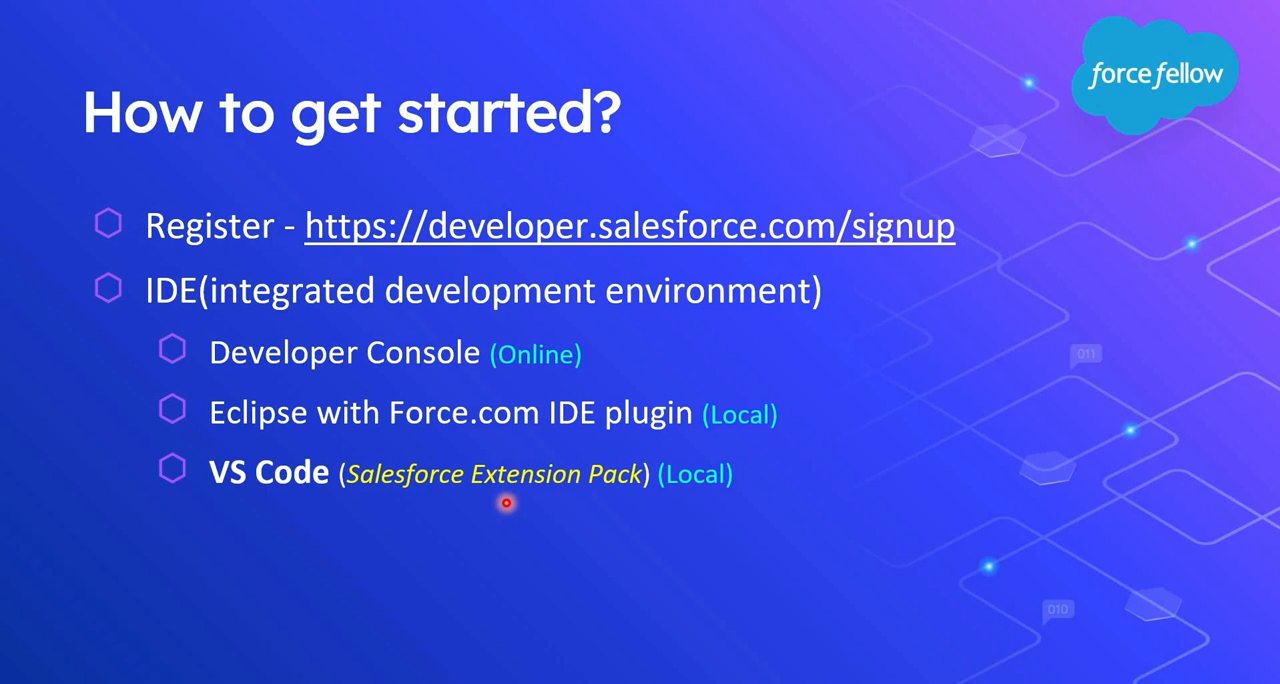 force fellow
How to get started?
Register - https://developer.salesforce.com/signup
IDE(integrated development environment)
Developer Console (Online)
Eclipse with Force.com IDE plugin (Local)
VS Code (Salesforce Extension Pack) (Local)
011
010